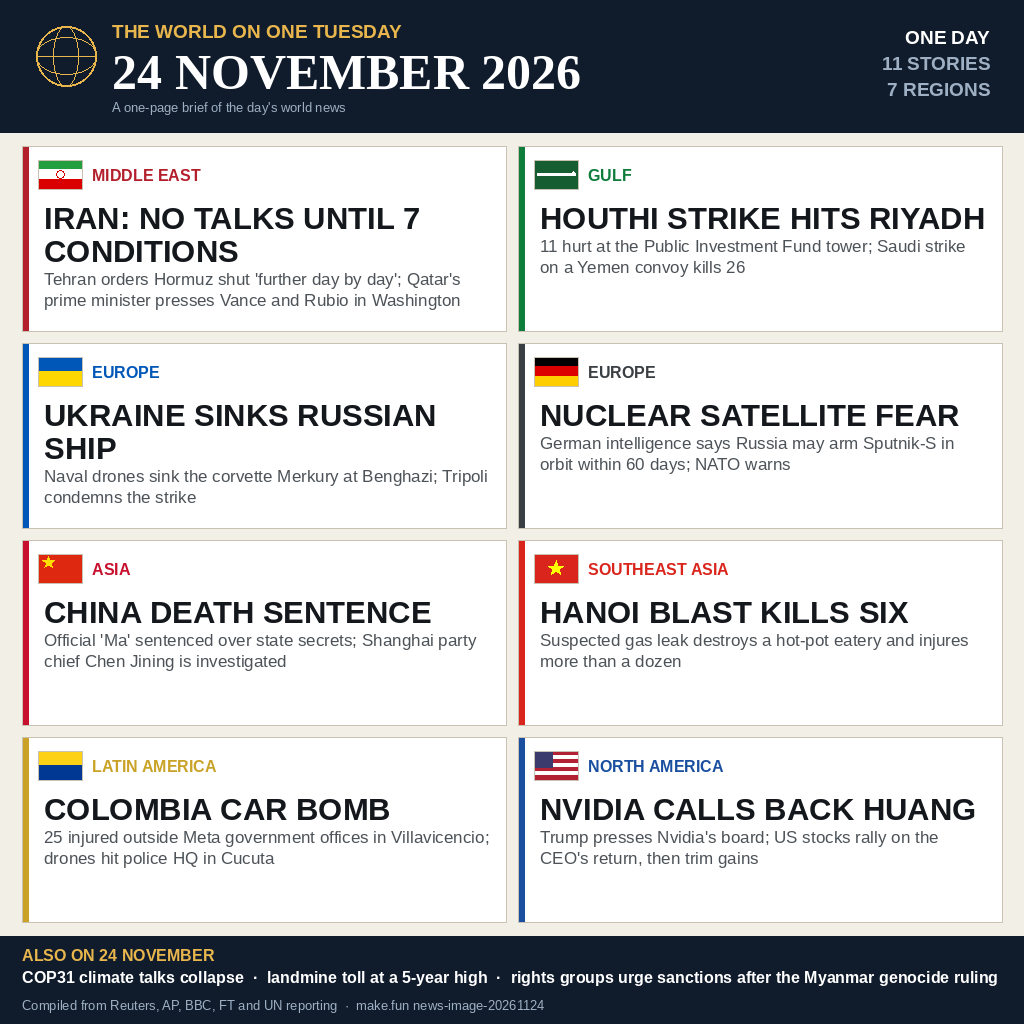 THE WORLD ON ONE TUESDAY
24 NOVEMBER 2026
A one-page brief of the day's world news
ONE DAY
11 STORIES
7 REGIONS
MIDDLE EAST
IRAN: NO TALKS UNTIL 7
CONDITIONS
Tehran orders Hormuz shut 'further day by day'; Qatar's
prime minister presses Vance and Rubio in Washington
GULF
HOUTHI STRIKE HITS RIYADH
11 hurt at the Public Investment Fund tower; Saudi strike
on a Yemen convoy kills 26
EUROPE
UKRAINE SINKS RUSSIAN
SHIP
Naval drones sink the corvette Merkury at Benghazi; Tripoli
condemns the strike
EUROPE
NUCLEAR SATELLITE FEAR
German intelligence says Russia may arm Sputnik-S in
orbit within 60 days; NATO warns
ASIA
CHINA DEATH SENTENCE
Official 'Ma' sentenced over state secrets; Shanghai party
chief Chen Jining is investigated
SOUTHEAST ASIA
HANOI BLAST KILLS SIX
Suspected gas leak destroys a hot-pot eatery and injures
more than a dozen
LATIN AMERICA
COLOMBIA CAR BOMB
25 injured outside Meta government offices in Villavicencio;
drones hit police HQ in Cucuta
NORTH AMERICA
NVIDIA CALLS BACK HUANG
Trump presses Nvidia's board; US stocks rally on the
CEO's return, then trim gains
ALSO ON 24 NOVEMBER
COP31 climate talks collapse · landmine toll at a 5-year high · rights groups urge sanctions after the Myanmar genocide ruling
Compiled from Reuters, AP, BBC, FT and UN reporting · make.fun news-image-20261124